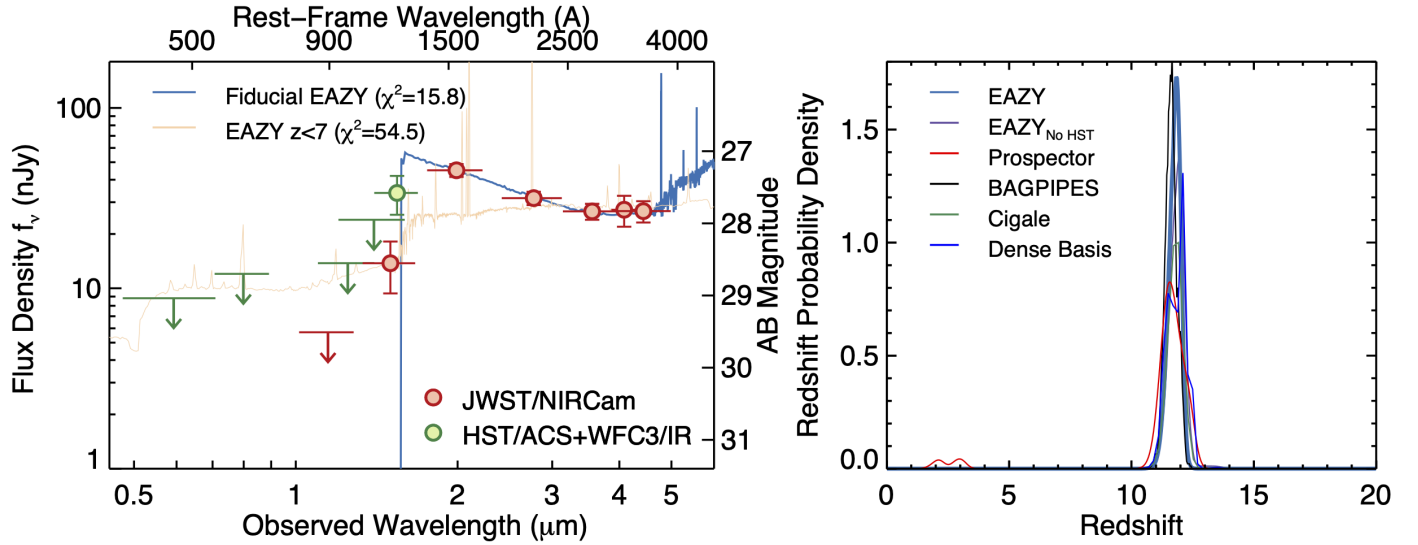 Rest-Frame Wavelength (A)
500 900 1500 2500 4000
Fiducial EAZY (χ²=15.8)
EAZY z<7 (χ²=54.5)
100
10
1
Flux Density fν (nJy)
27
28
29
30
31
AB Magnitude
JWST/NIRCam
HST/ACS+WFC3/IR
0.5 1 2 3 4 5
Observed Wavelength (μm)
Redshift Probability Density
1.5
1.0
0.5
0.0
EAZY
EAZY No HST
Prospector
BAGPIPES
Cigale
Dense Basis
0 5 10 15 20
Redshift